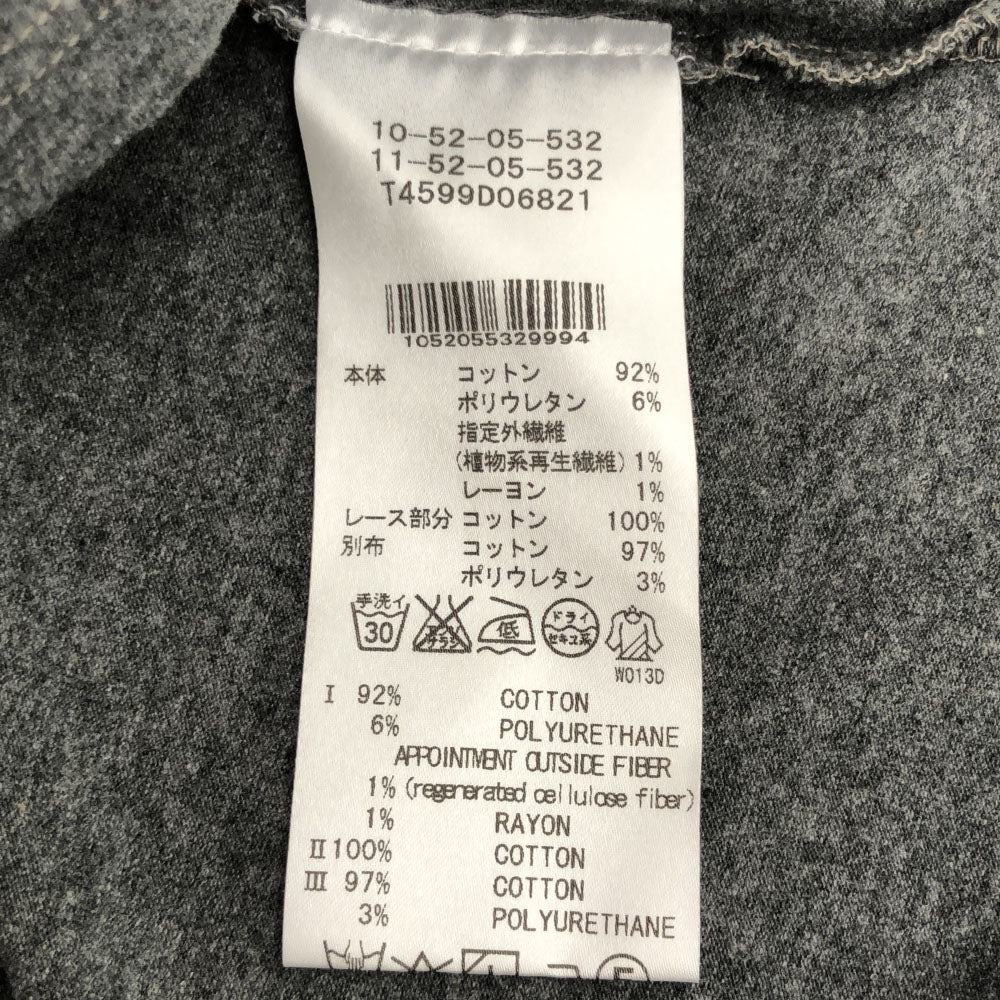 10-52-05-532
11-52-05-532
T4599D06821
1052055329994
本体 コットン 92%
ポリウレタン 6%
指定外繊維
(植物系再生繊維) 1%
レーヨン 1%
レース部分 コットン 100%
別布 コットン 97%
ポリウレタン 3%
手洗イ 30 低 ドライ セキユ系
W013D
I 92% COTTON
6% POLYURETHANE
APPOINTMENT OUTSIDE FIBER
1% (regenerated cellulose fiber)
1% RAYON
II 100% COTTON
III 97% COTTON
3% POLYURETHANE